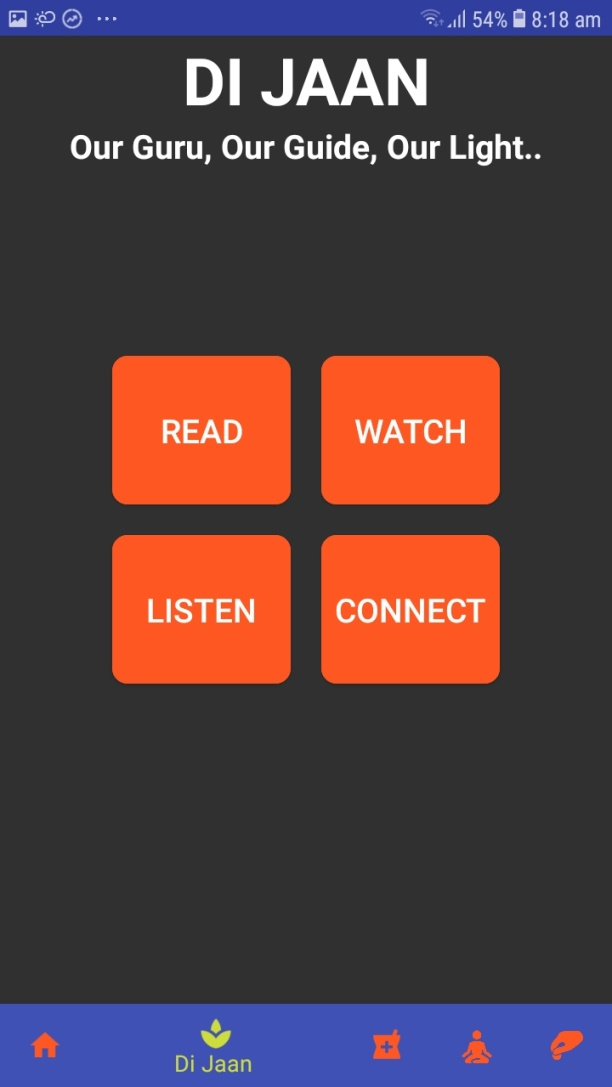 54% 8:18 am
DI JAAN
Our Guru, Our Guide, Our Light..
READ WATCH
LISTEN CONNECT
Di Jaan